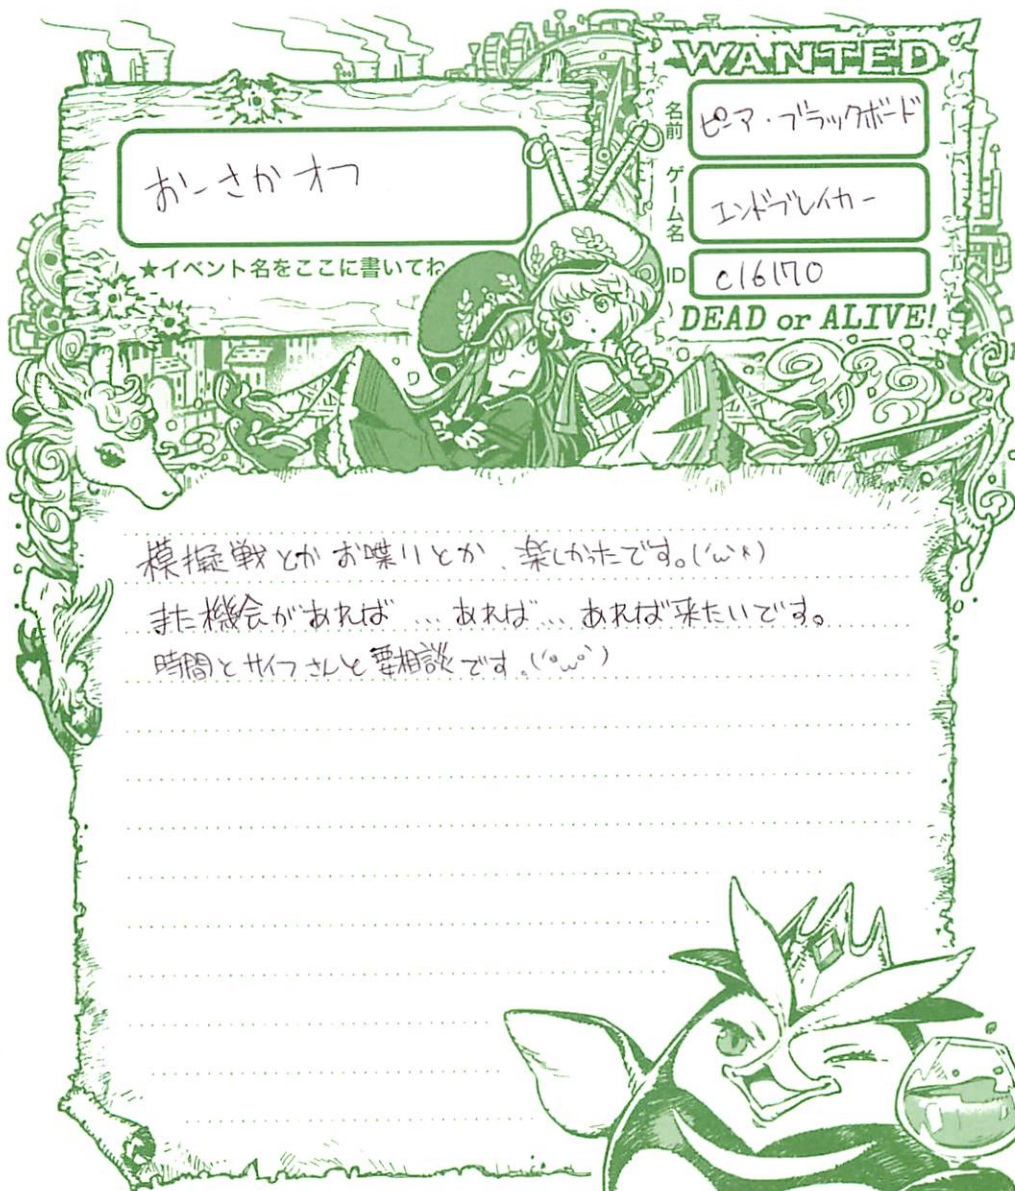 WANTED
名前
ピニア・ブラックボード
おーさかオフ
ゲーム名
エンドブレイカー
★イベント名をここに書いてね
ID
c16170
DEAD or ALIVE!
模擬戦とかお喋りとか、楽しかったです。(´ω`*)
また機会があれば…あれば…あれば来たいです。
時間とサイフさんと要相談です。(´°ω°`)